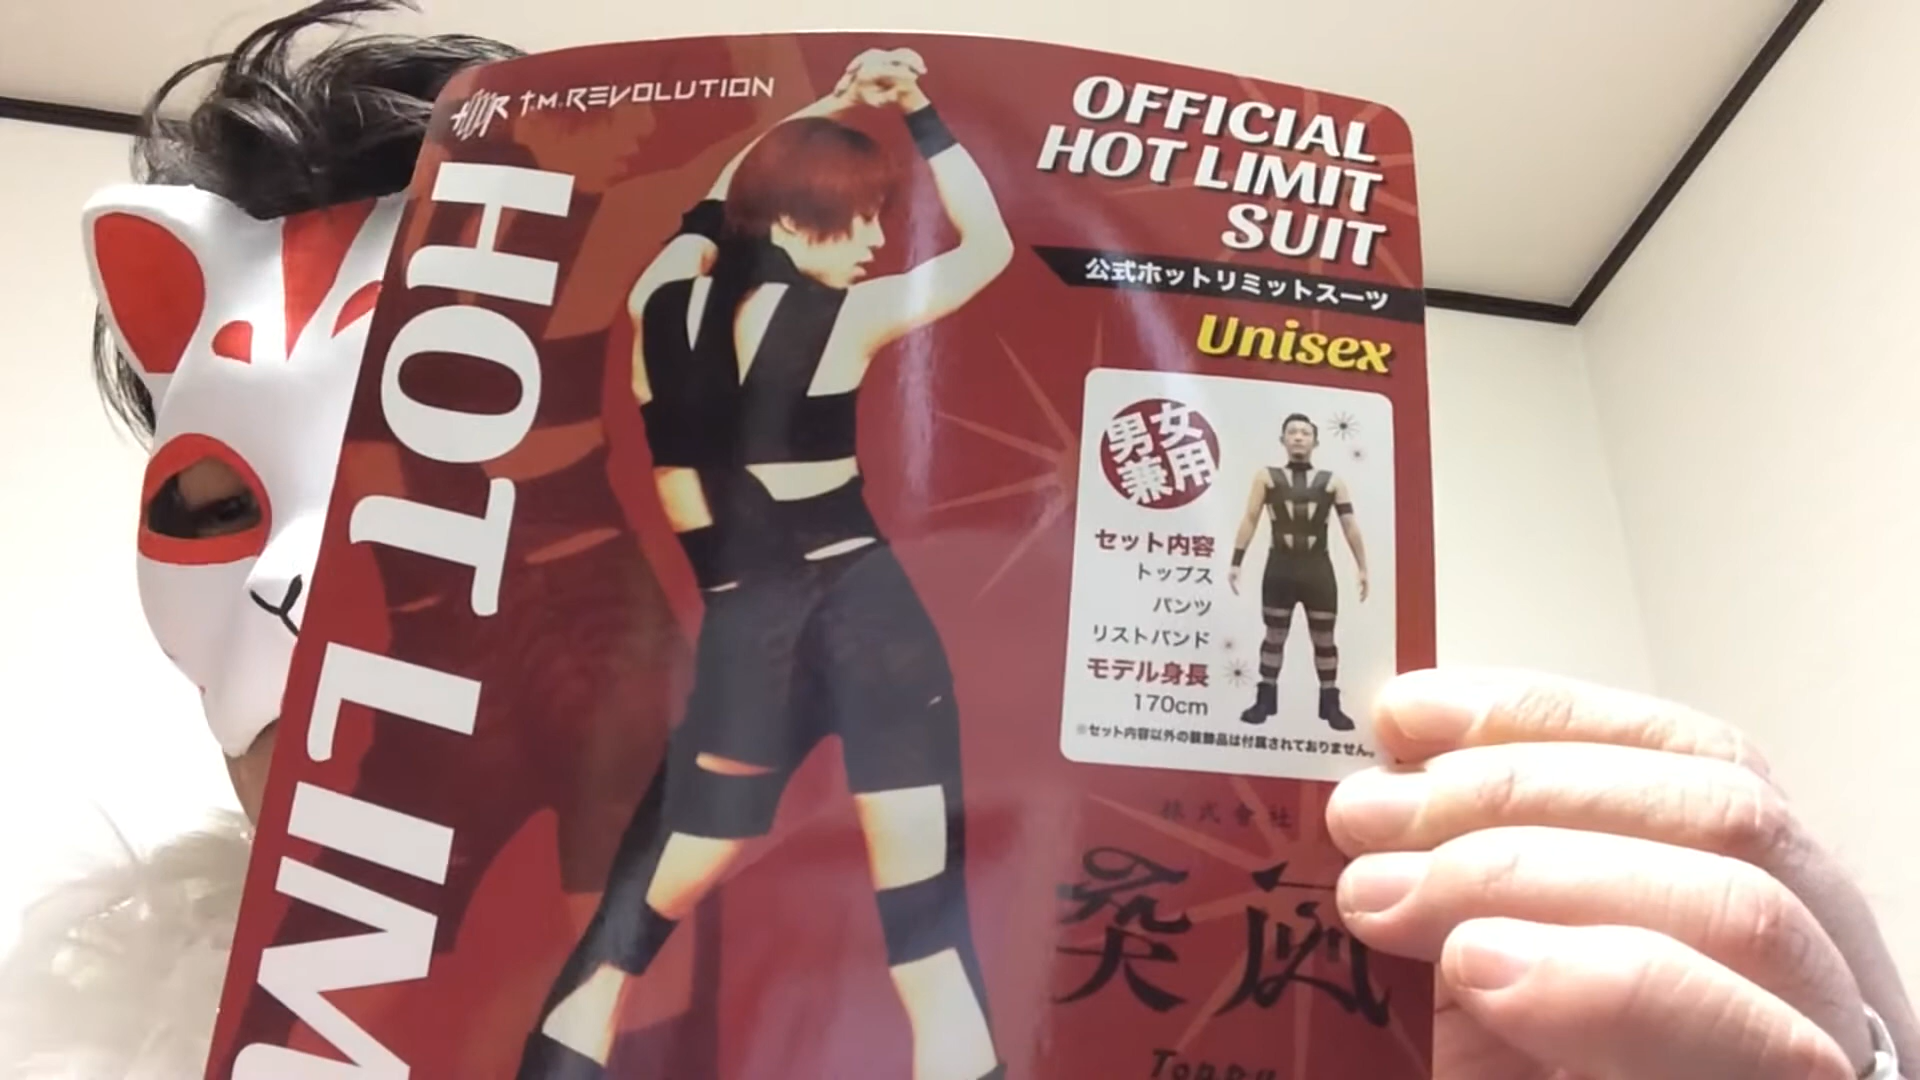 T.M.REVOLUTION
HOT LIM
OFFICIAL
HOT LIMIT
SUIT
公式ホットリミットスーツ
Unisex
男女
兼用
セット内容
トップス
パンツ
リストバンド
モデル身長
170cm
※セット内容以外の装飾品は付属されておりません。
株式会社
突風